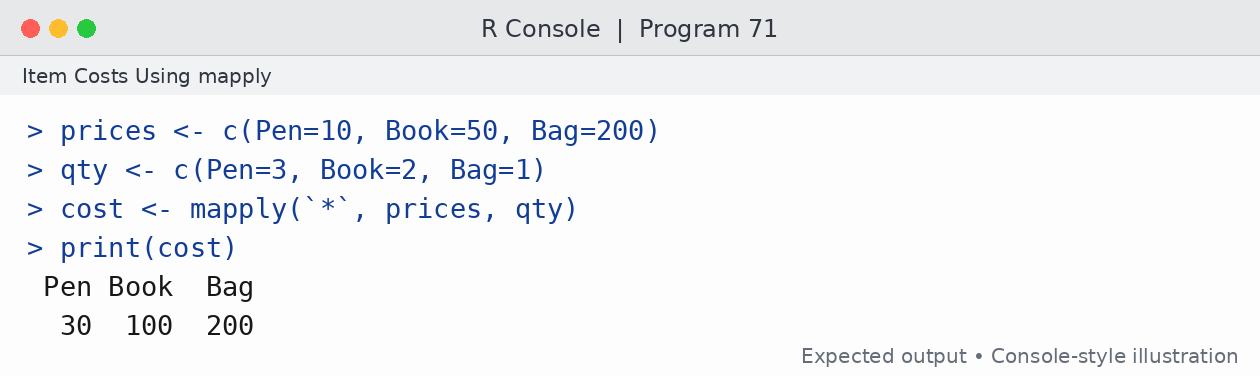 R Console | Program 71
Item Costs Using mapply
> prices <- c(Pen=10, Book=50, Bag=200)
> qty <- c(Pen=3, Book=2, Bag=1)
> cost <- mapply(`*`, prices, qty)
> print(cost)
 Pen Book  Bag
  30  100  200
Expected output • Console-style illustration